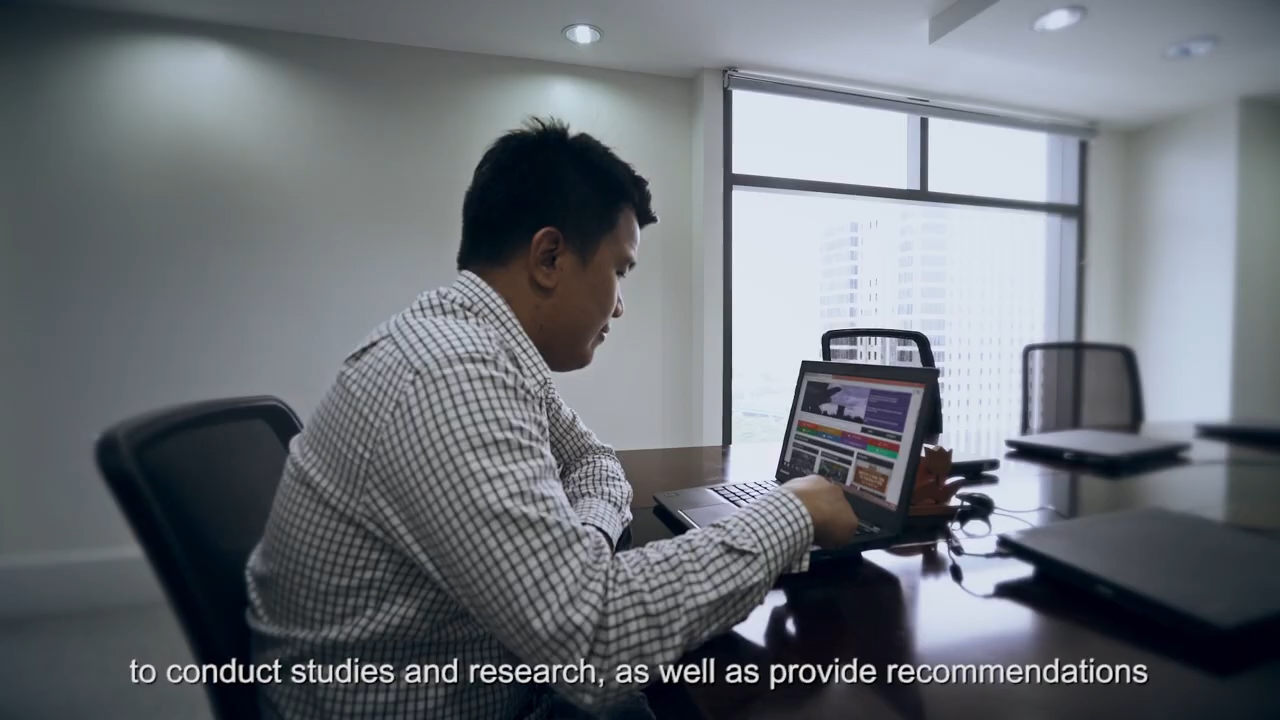 to conduct studies and research, as well as provide recommendations